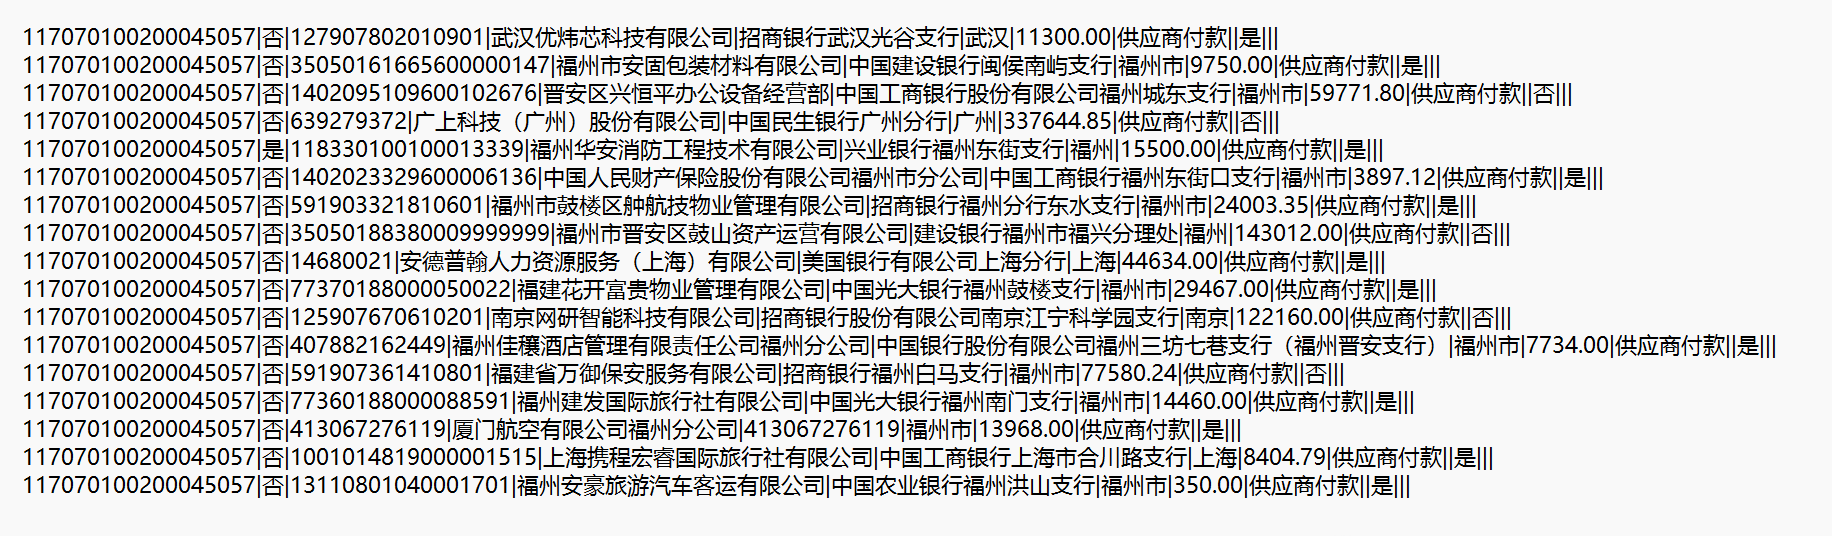 117070100200045057|否|127907802010901|武汉优炜芯科技有限公司|招商银行武汉光谷支行|武汉|11300.00|供应商付款||是|||
117070100200045057|否|35050161665600000147|福州市安固包装材料有限公司|中国建设银行闽侯南屿支行|福州市|9750.00|供应商付款||是|||
117070100200045057|否|1402095109600102676|晋安区兴恒平办公设备经营部|中国工商银行股份有限公司福州城东支行|福州市|59771.80|供应商付款||否|||
117070100200045057|否|639279372|广上科技（广州）股份有限公司|中国民生银行广州分行|广州|337644.85|供应商付款||否|||
117070100200045057|是|118330100100013339|福州华安消防工程技术有限公司|兴业银行福州东街支行|福州|15500.00|供应商付款||是|||
117070100200045057|否|1402023329600006136|中国人民财产保险股份有限公司福州市分公司|中国工商银行福州东街口支行|福州市|3897.12|供应商付款||是|||
117070100200045057|否|591903321810601|福州市鼓楼区舯航技物业管理有限公司|招商银行福州分行东水支行|福州市|24003.35|供应商付款||是|||
117070100200045057|否|35050188380009999999|福州市晋安区鼓山资产运营有限公司|建设银行福州市福兴分理处|福州|143012.00|供应商付款||否|||
117070100200045057|否|14680021|安德普翰人力资源服务（上海）有限公司|美国银行有限公司上海分行|上海|44634.00|供应商付款||是|||
117070100200045057|否|77370188000050022|福建花开富贵物业管理有限公司|中国光大银行福州鼓楼支行|福州市|29467.00|供应商付款||是|||
117070100200045057|否|125907670610201|南京网研智能科技有限公司|招商银行股份有限公司南京江宁科学园支行|南京|122160.00|供应商付款||否|||
117070100200045057|否|407882162449|福州佳穰酒店管理有限责任公司福州分公司|中国银行股份有限公司福州三坊七巷支行（福州晋安支行）|福州市|7734.00|供应商付款||是|||
117070100200045057|否|591907361410801|福建省万御保安服务有限公司|招商银行福州白马支行|福州市|77580.24|供应商付款||否|||
117070100200045057|否|77360188000088591|福州建发国际旅行社有限公司|中国光大银行福州南门支行|福州市|14460.00|供应商付款||是|||
117070100200045057|否|413067276119|厦门航空有限公司福州分公司|413067276119|福州市|13968.00|供应商付款||是|||
117070100200045057|否|1001014819000001515|上海携程宏睿国际旅行社有限公司|中国工商银行上海市合川路支行|上海|8404.79|供应商付款||是|||
117070100200045057|否|13110801040001701|福州安豪旅游汽车客运有限公司|中国农业银行福州洪山支行|福州市|350.00|供应商付款||是|||